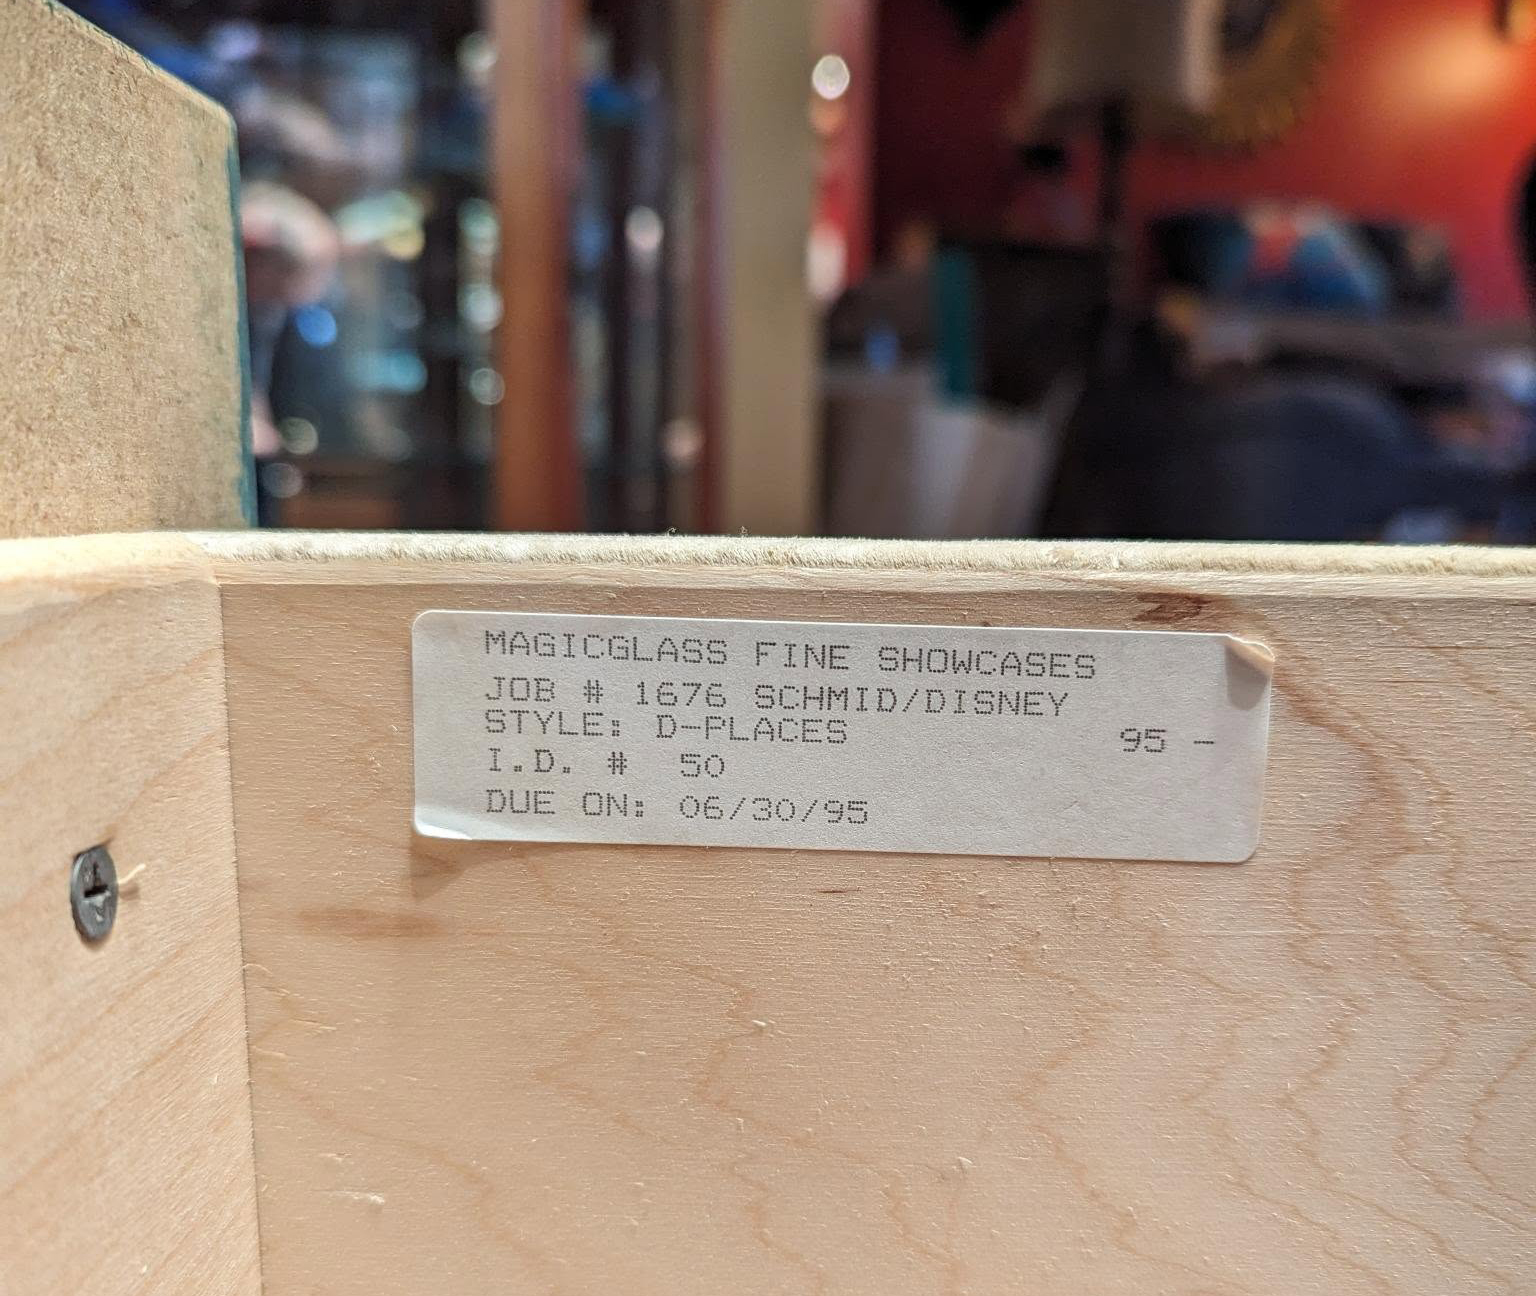 MAGICGLASS FINE SHOWCASES
JOB # 1676 SCHMID/DISNEY
STYLE: D-PLACES 95 -
I.D. # 50
DUE ON: 06/30/95